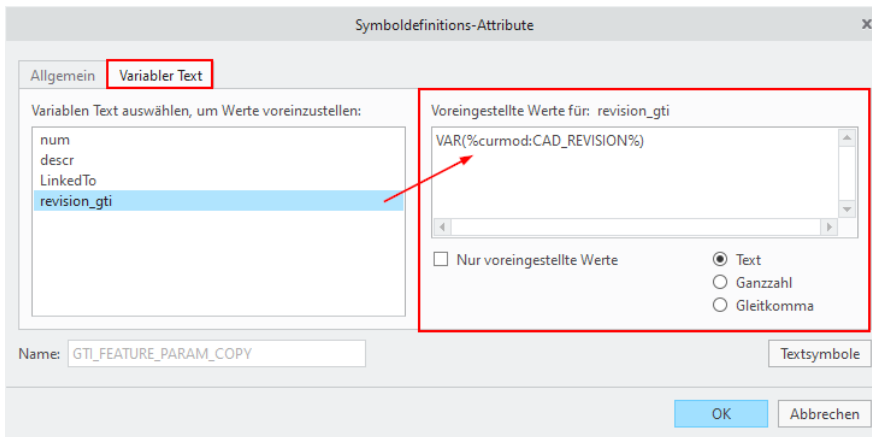 Symboldefinitions-Attribute
x
Allgemein Variabler Text
Variablen Text auswählen, um Werte voreinzustellen:
num
descr
LinkedTo
revision_gti
Voreingestellte Werte für: revision_gti
VAR(%curmod:CAD_REVISION%)
Nur voreingestellte Werte
Text
Ganzzahl
Gleitkomma
Name: GTI_FEATURE_PARAM_COPY
Textsymbole
OK Abbrechen